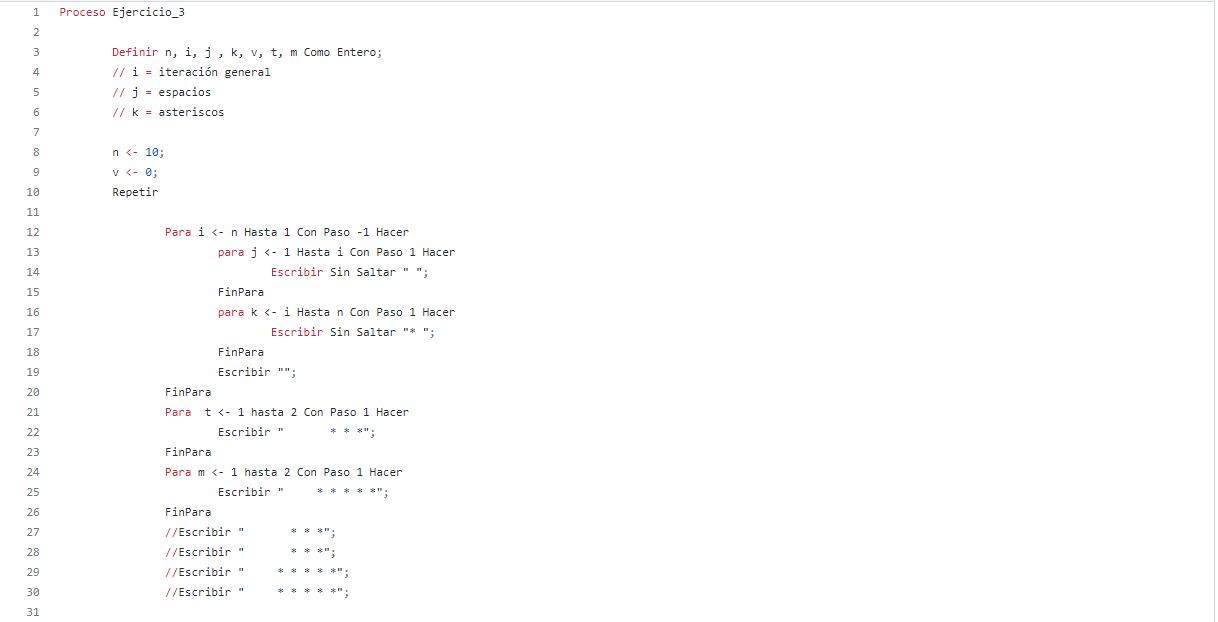 1 Proceso Ejercicio_3
2
3 Definir n, i, j , k, v, t, m Como Entero;
4 // i = iteración general
5 // j = espacios
6 // k = asteriscos
7
8 n <- 10;
9 v <- 0;
10 Repetir
11
12 Para i <- n Hasta 1 Con Paso -1 Hacer
13 para j <- 1 Hasta i Con Paso 1 Hacer
14 Escribir Sin Saltar " ";
15 FinPara
16 para k <- i Hasta n Con Paso 1 Hacer
17 Escribir Sin Saltar "* ";
18 FinPara
19 Escribir "";
20 FinPara
21 Para  t <- 1 hasta 2 Con Paso 1 Hacer
22 Escribir "       * * *";
23 FinPara
24 Para m <- 1 hasta 2 Con Paso 1 Hacer
25 Escribir "     * * * * *";
26 FinPara
27 //Escribir "       * * *";
28 //Escribir "       * * *";
29 //Escribir "     * * * * *";
30 //Escribir "     * * * * *";
31